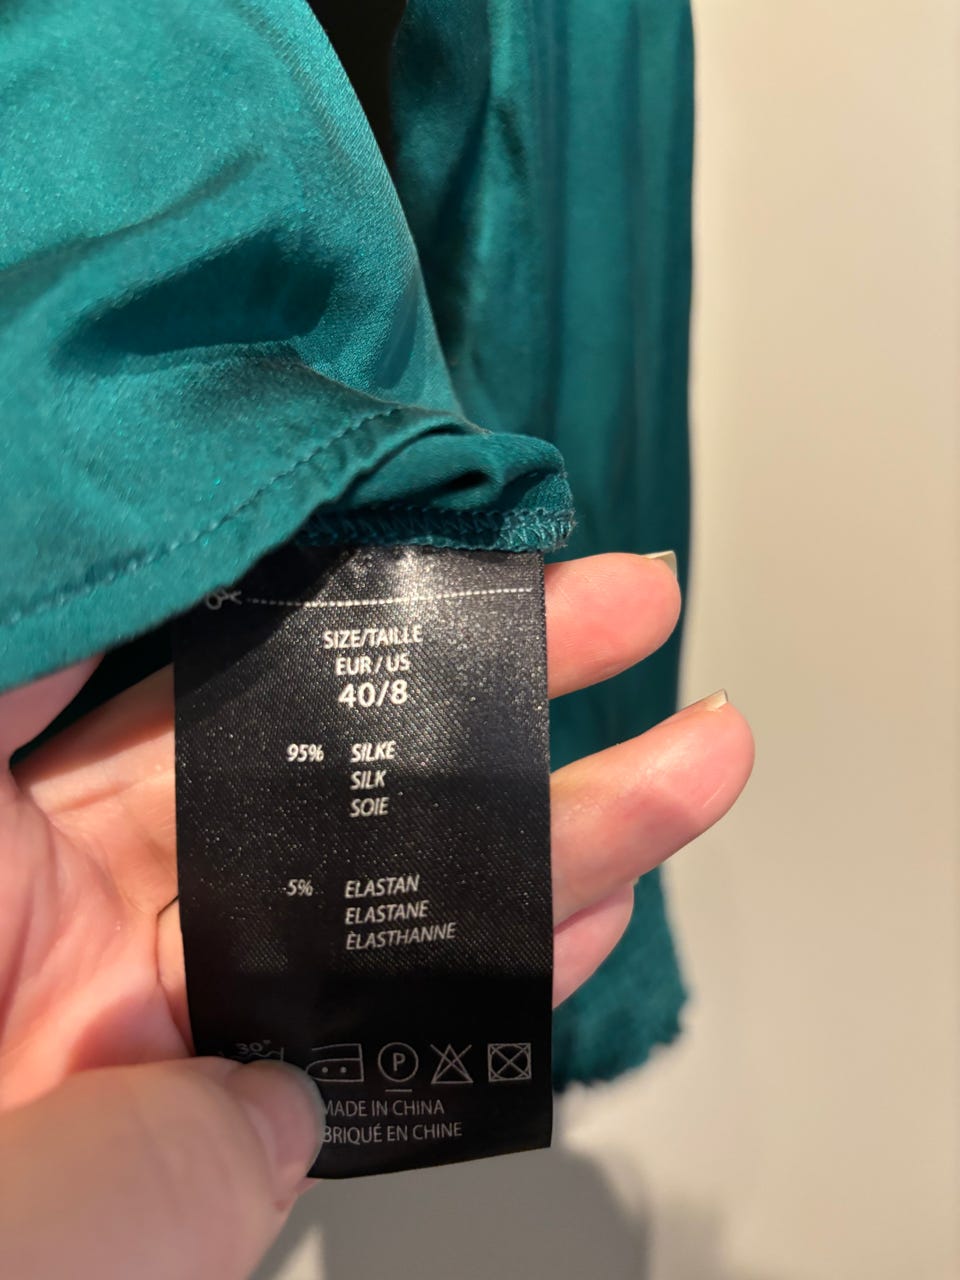 SIZE/TAILLE
EUR / US
40/8
95% SILKE
SILK
SOIE
5% ELASTAN
ELASTANE
ÈLASTHANNE
30°
P
MADE IN CHINA
BRIQUÉ EN CHINE